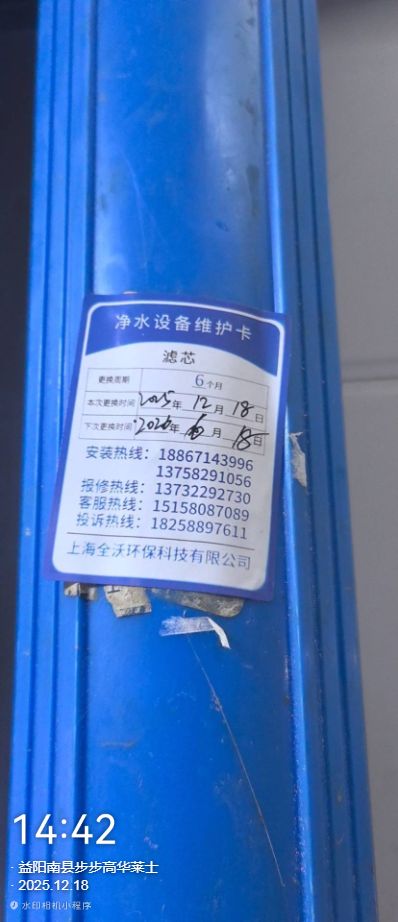 净水设备维护卡
滤芯
更换周期 6个月
本次更换时间 2025年 12月 18日
下次更换时间 2026年 6月 18日
安装热线：18867143996
13758291056
报修热线：13732292730
客服热线：15158087089
投诉热线：18258897611
上海全沃环保科技有限公司
14:42
· 益阳南县步步高华莱士
· 2025.12.18
水印相机小程序